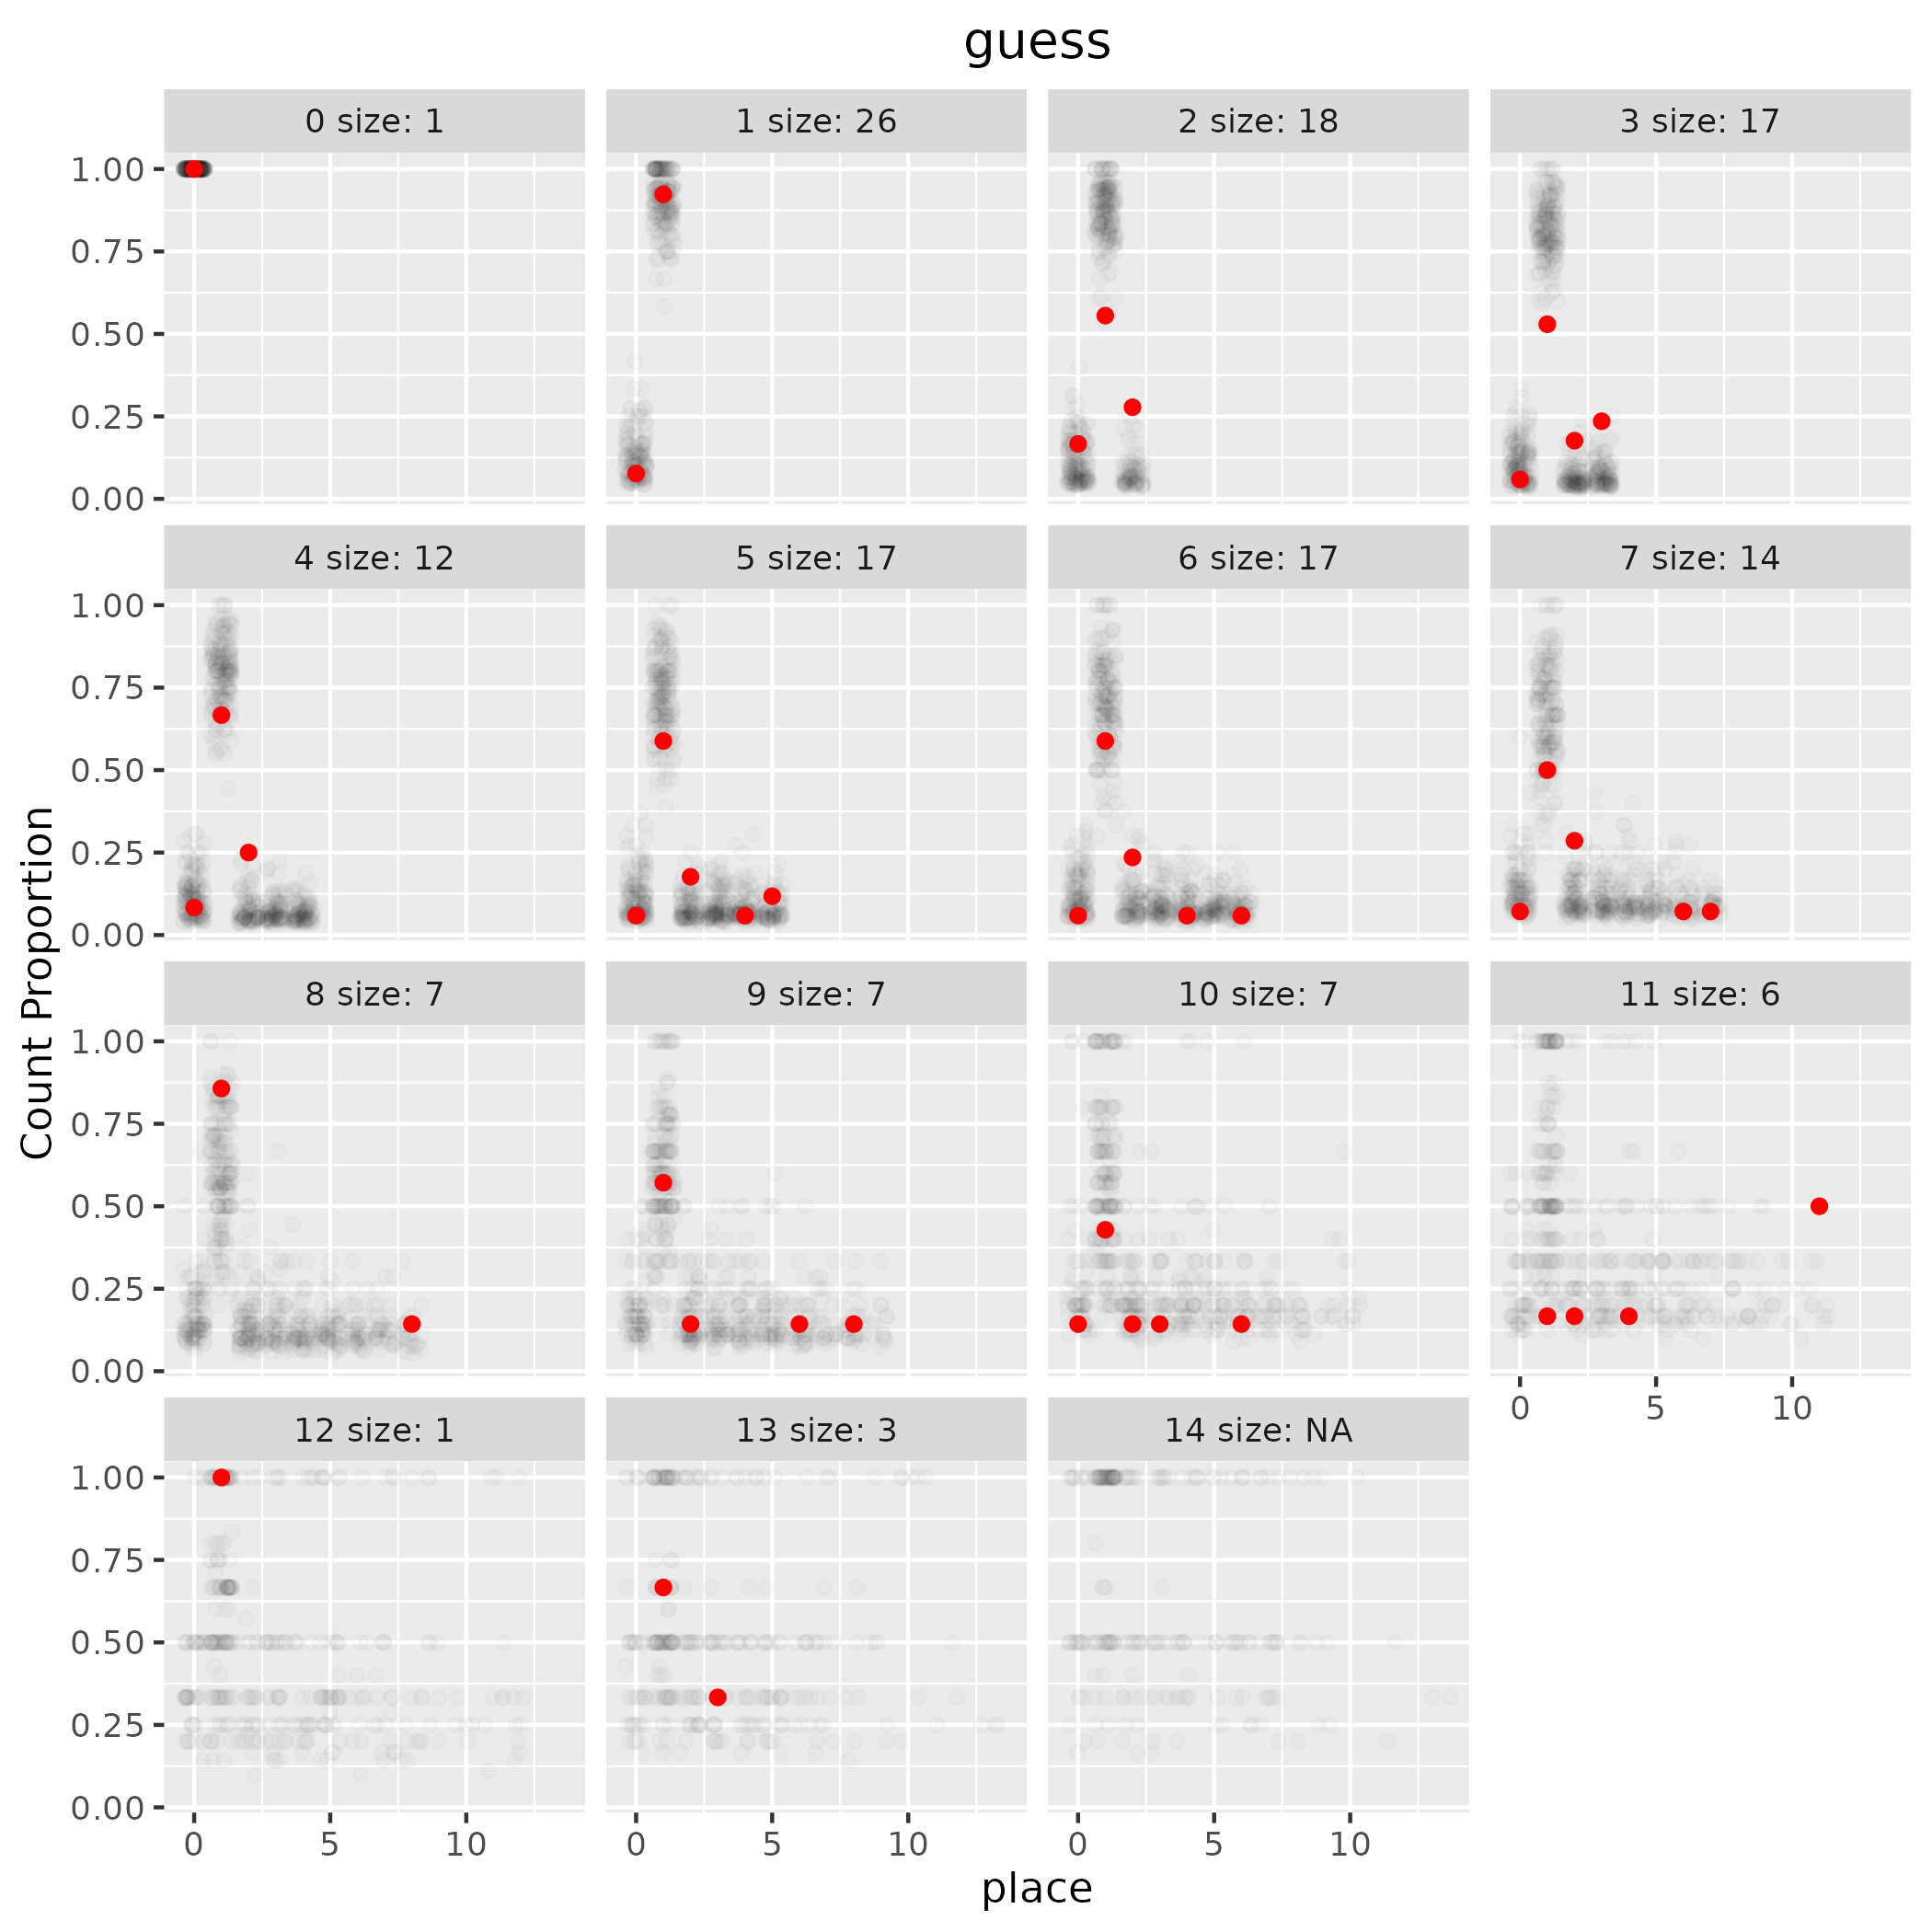 guess
0 size: 1
1 size: 26
2 size: 18
3 size: 17
1.00
0.75
0.50
0.25
0.00
4 size: 12
5 size: 17
6 size: 17
7 size: 14
1.00
0.75
0.50
0.25
0.00
8 size: 7
9 size: 7
10 size: 7
11 size: 6
1.00
0.75
0.50
0.25
0.00
0 5 10
12 size: 1
13 size: 3
14 size: NA
1.00
0.75
0.50
0.25
0.00
0 5 10
0 5 10
0 5 10
place
Count Proportion